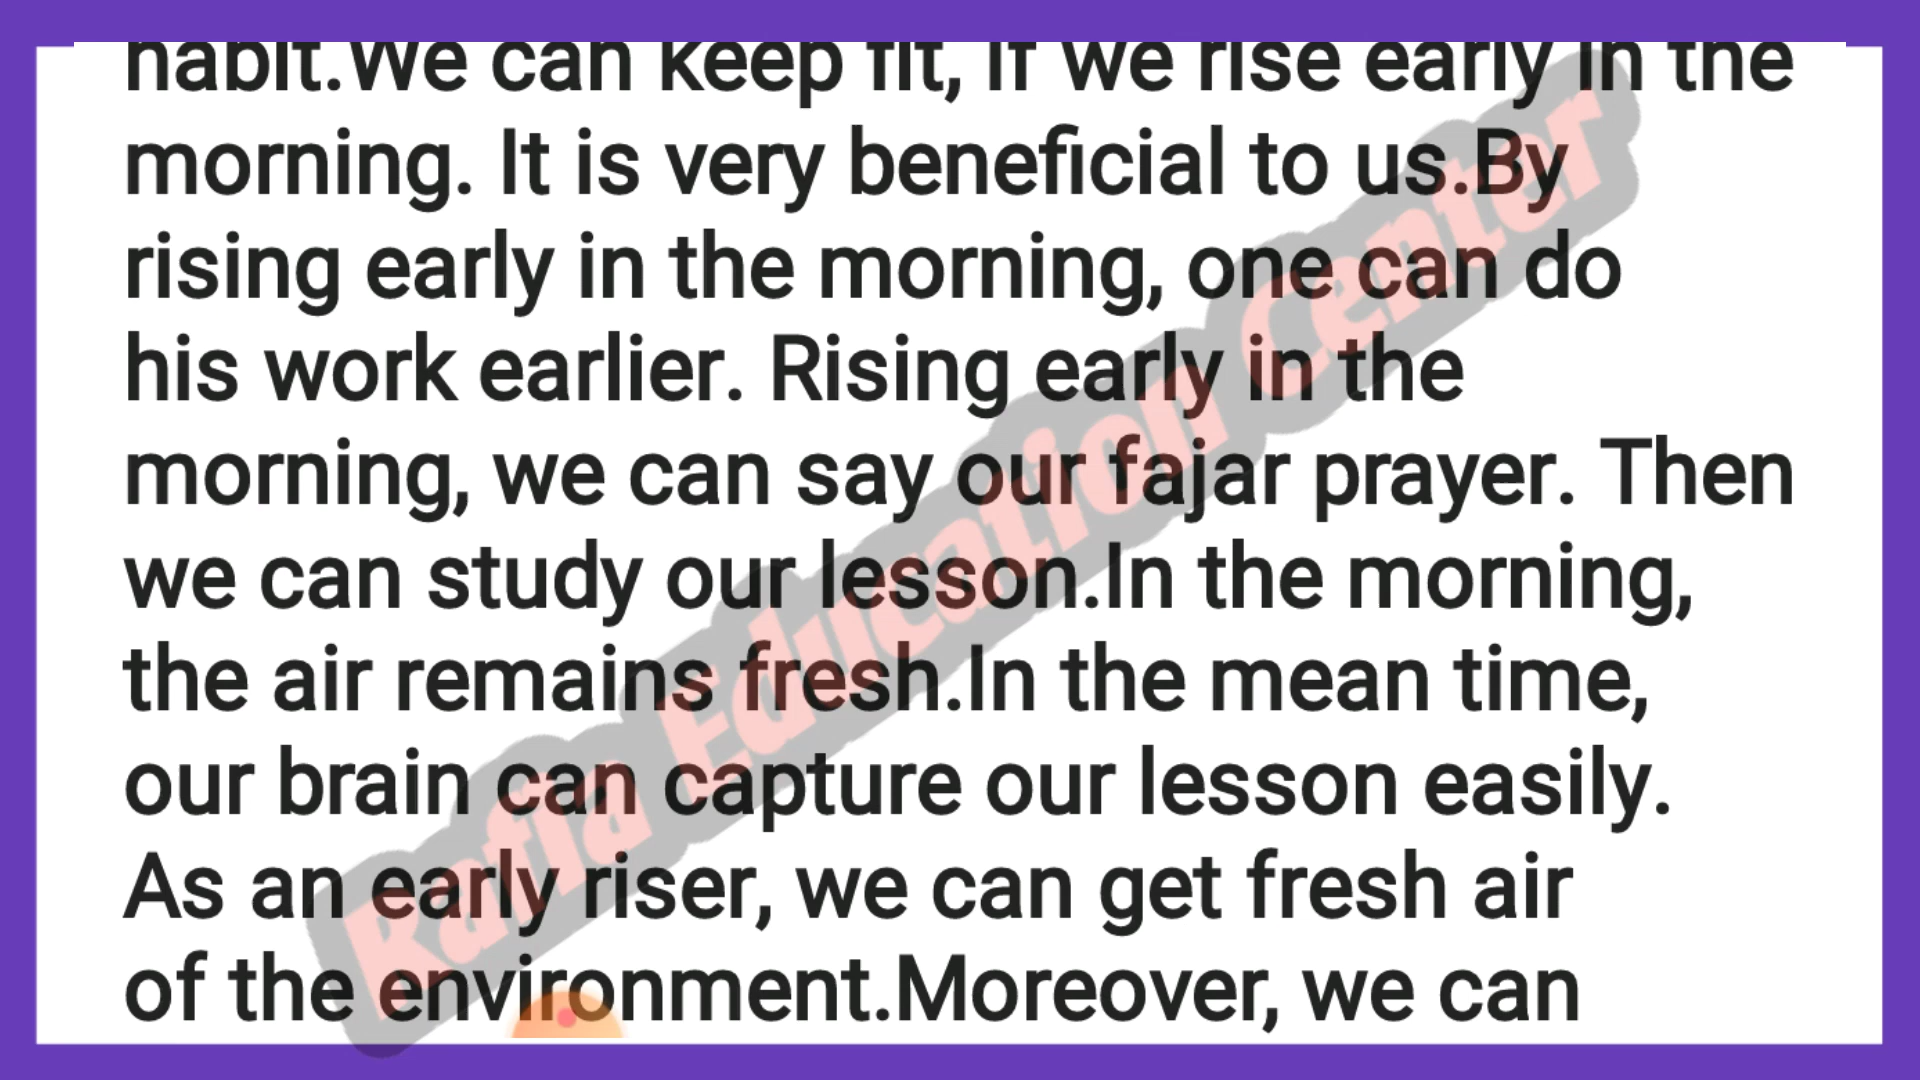 habit.We can keep fit, if we rise early in the
morning. It is very beneficial to us.By
rising early in the morning, one can do
his work earlier. Rising early in the
morning, we can say our fajar prayer. Then
we can study our lesson.In the morning,
the air remains fresh.In the mean time,
our brain can capture our lesson easily.
As an early riser, we can get fresh air
of the environment.Moreover, we can
Rafia Education Center